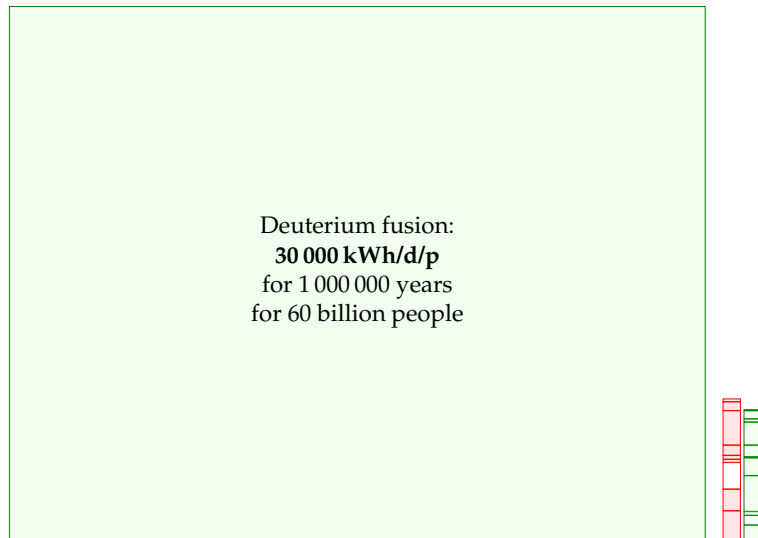 Deuterium fusion:
30 000 kWh/d/p
for 1 000 000 years
for 60 billion people